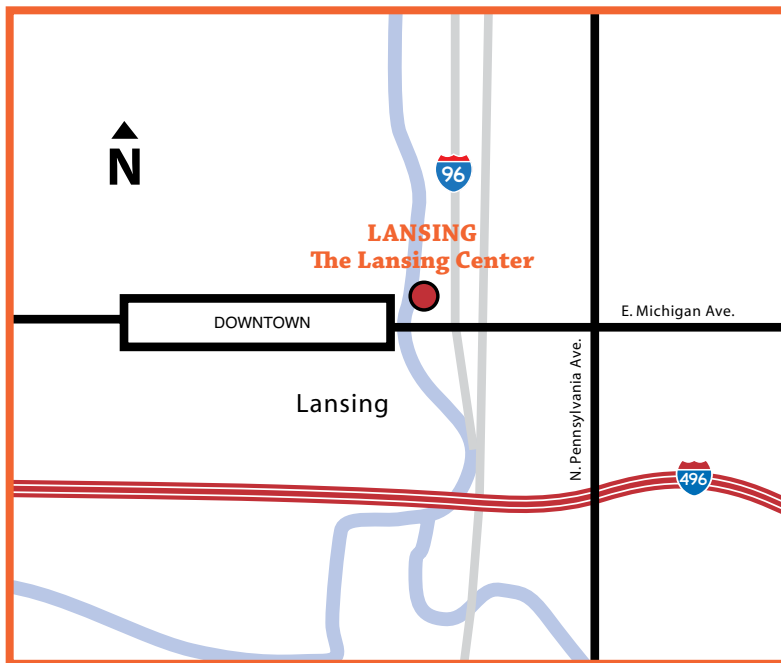 N
96
LANSING
The Lansing Center
DOWNTOWN
E. Michigan Ave.
N. Pennsylvania Ave.
Lansing
496